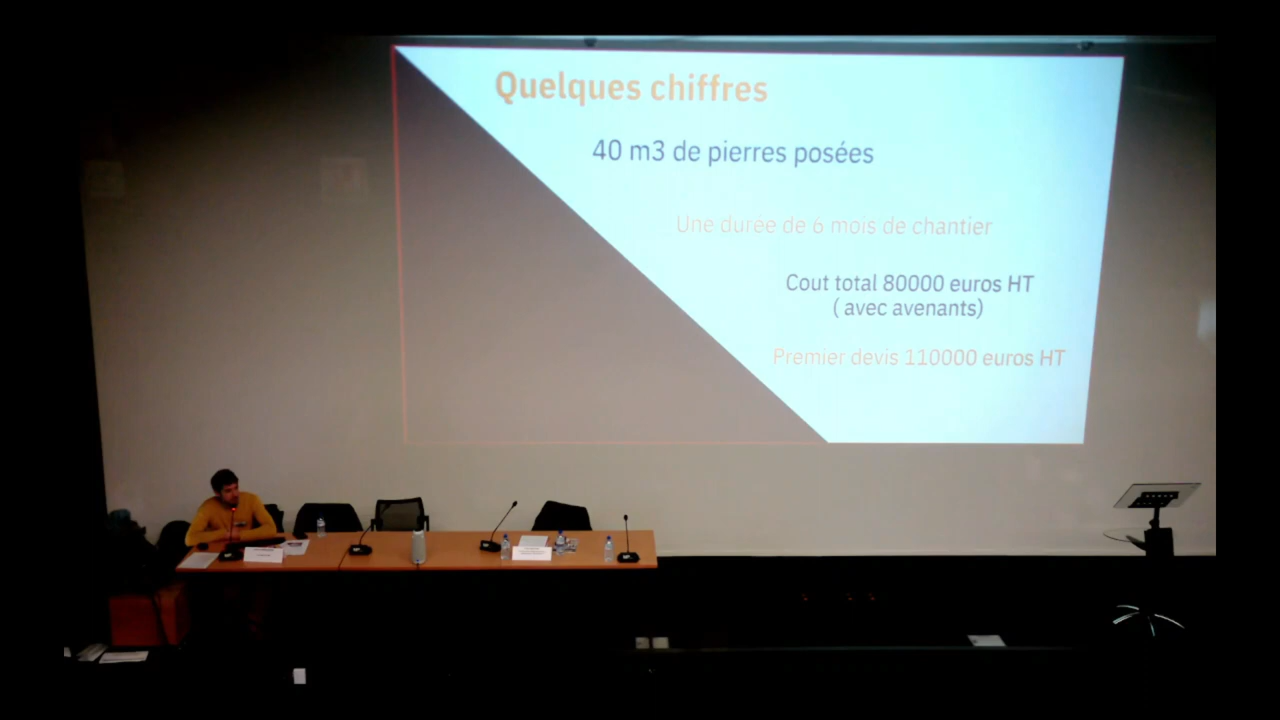 Quelques chiffres
40 m3 de pierres posées
Une durée de 6 mois de chantier
Cout total 80000 euros HT
( avec avenants)
Premier devis 110000 euros HT